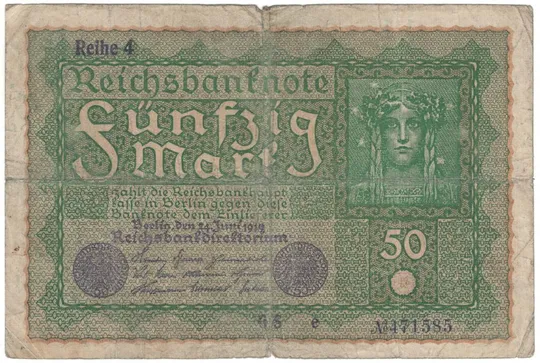 Reihe 4
Reichsbanknote
Fünfzig
Mark
zahlt die Reichsbankhaupt
kasse in Berlin gegen diese
Banknote dem Einlieferer
Berlin, den 24. Juni 1919
Reichsbankdirektorium
50
e
№471585